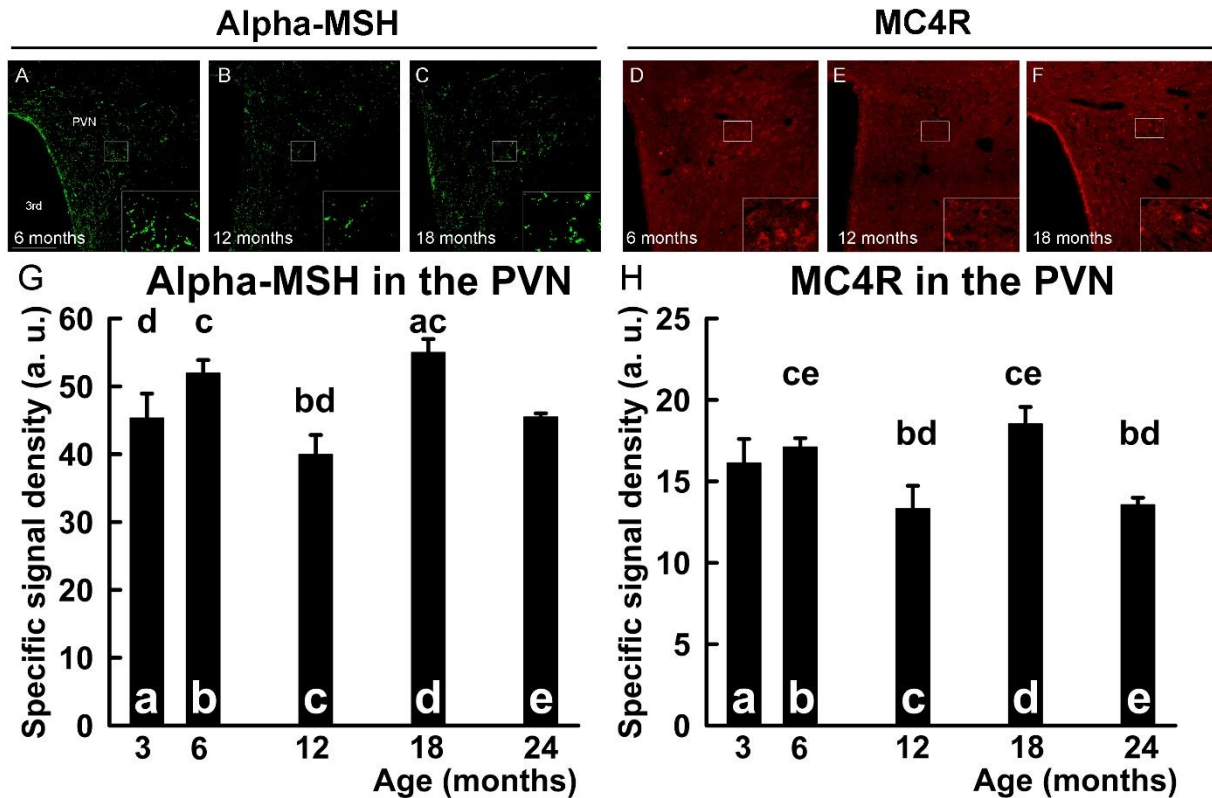 Alpha-MSH
MC4R
A
PVN
3rd
6 months
B
12 months
C
18 months
D
6 months
E
12 months
F
18 months
G
Alpha-MSH in the PVN
Specific signal density (a. u.)
60
50
40
30
20
10
0
d
c
bd
ac
a
b
c
d
e
3
6
12
18
24
Age (months)
H
MC4R in the PVN
Specific signal density (a. u.)
25
20
15
10
5
0
ce
bd
ce
bd
a
b
c
d
e
3
6
12
18
24
Age (months)